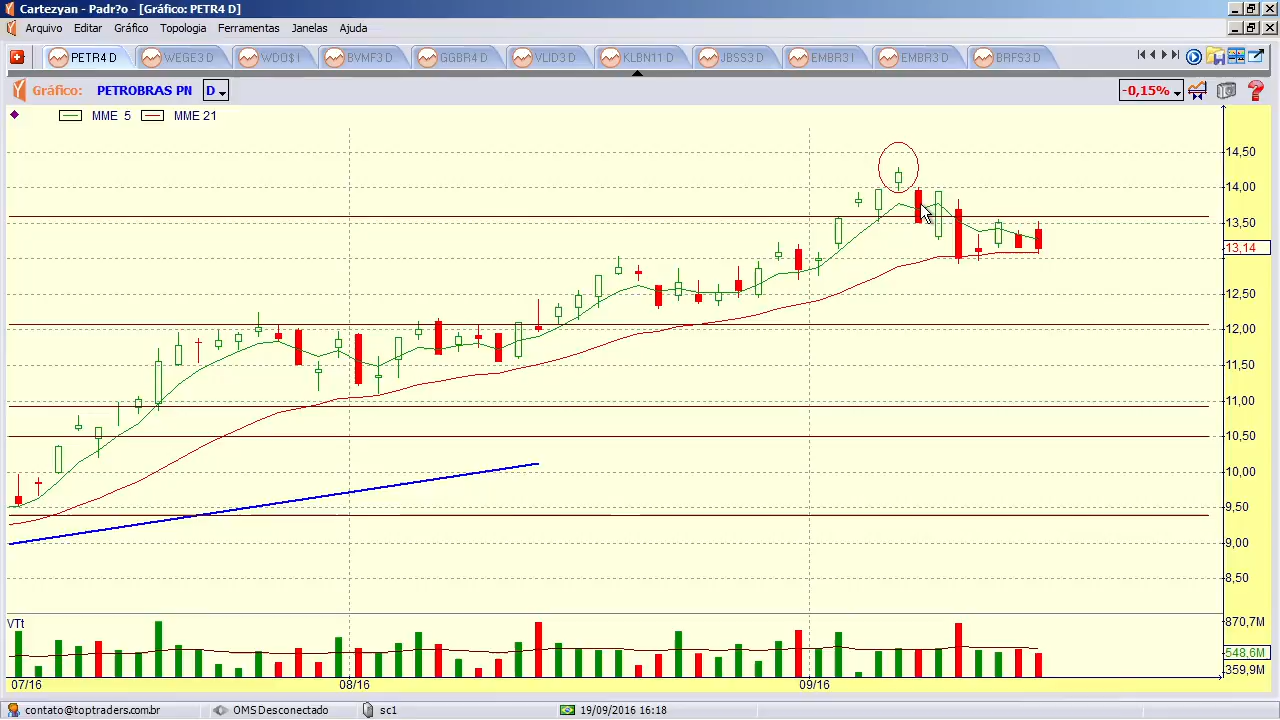 Cartezyan - Padr?o - [Gráfico: PETR4 D]
Arquivo Editar Gráfico Topologia Ferramentas Janelas Ajuda
PETR4 D WEGE3 D WDO$ I BVMF3 D GGBR4 D VLID3 D KLBN11 D JBSS3 D EMBR3 I EMBR3 D BRFS3 D
Gráfico: PETROBRAS PN D -0,15%
MME 5 MME 21
14,50
14,00
13,50
13,14
12,50
12,00
11,50
11,00
10,50
10,00
9,50
9,00
8,50
VTt
870,7M
548,6M
359,9M
07/16 08/16 09/16
contato@toptraders.com.br OMS Desconectado sc1 19/09/2016 16:18